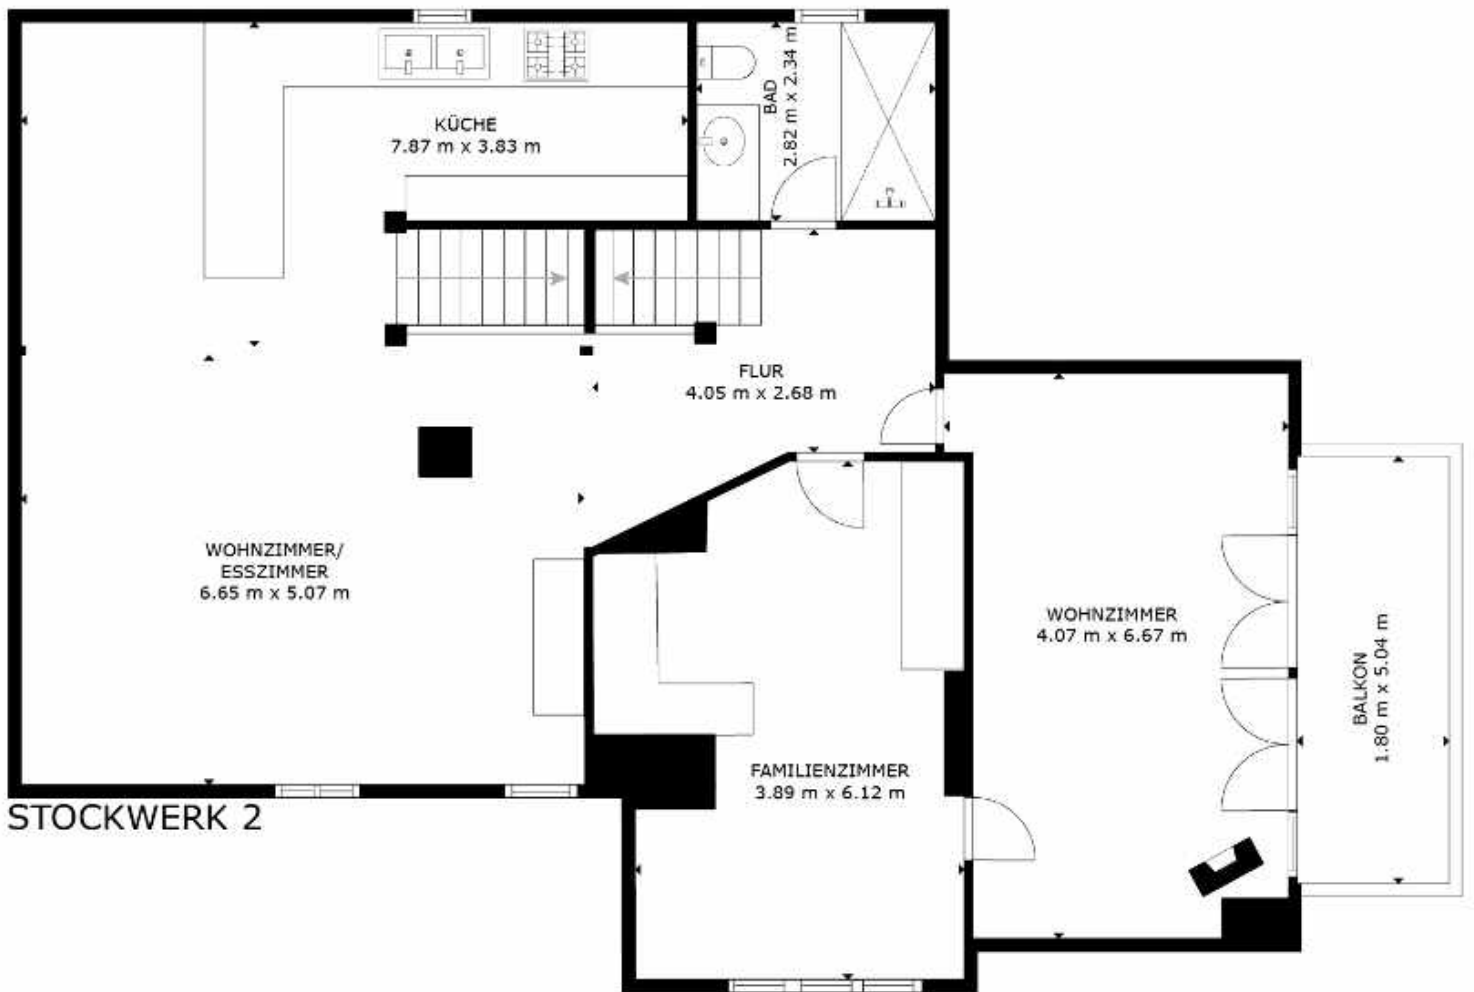 KÜCHE
7.87 m x 3.83 m
BAD
2.82 m x 2.34 m
FLUR
4.05 m x 2.68 m
WOHNZIMMER/
ESSZIMMER
6.65 m x 5.07 m
WOHNZIMMER
4.07 m x 6.67 m
BALKON
1.80 m x 5.04 m
FAMILIENZIMMER
3.89 m x 6.12 m
STOCKWERK 2